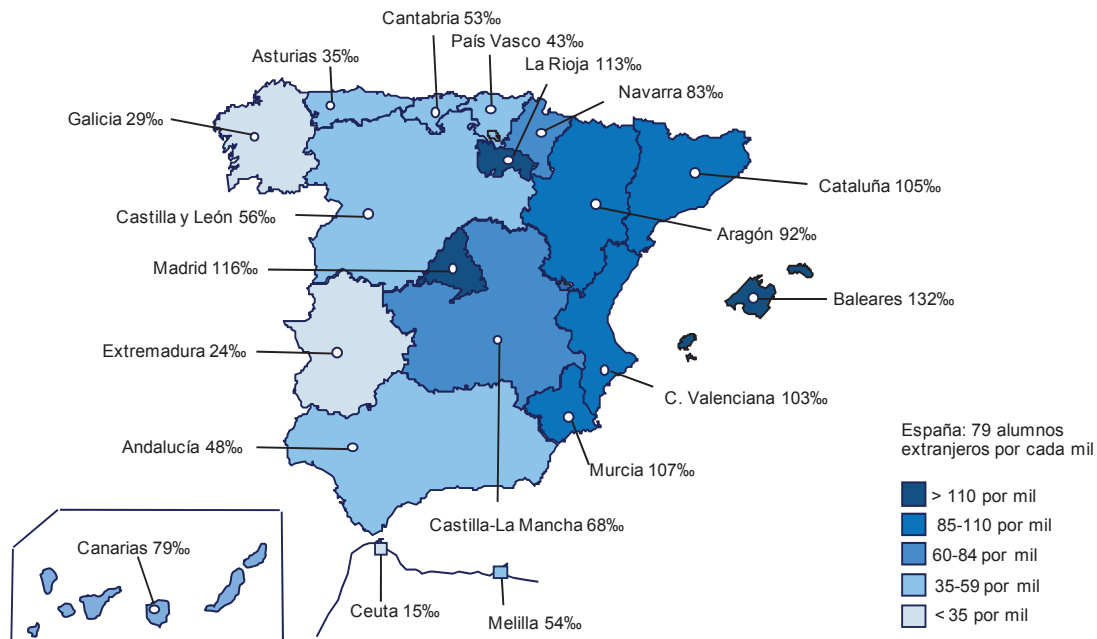 Cantabria 53‰
País Vasco 43‰
Asturias 35‰
La Rioja 113‰
Navarra 83‰
Galicia 29‰
Cataluña 105‰
Castilla y León 56‰
Aragón 92‰
Madrid 116‰
Baleares 132‰
Extremadura 24‰
C. Valenciana 103‰
Andalucía 48‰
Murcia 107‰
Castilla-La Mancha 68‰
Canarias 79‰
Ceuta 15‰
Melilla 54‰
España: 79 alumnos
extranjeros por cada mil
> 110 por mil
85-110 por mil
60-84 por mil
35-59 por mil
< 35 por mil